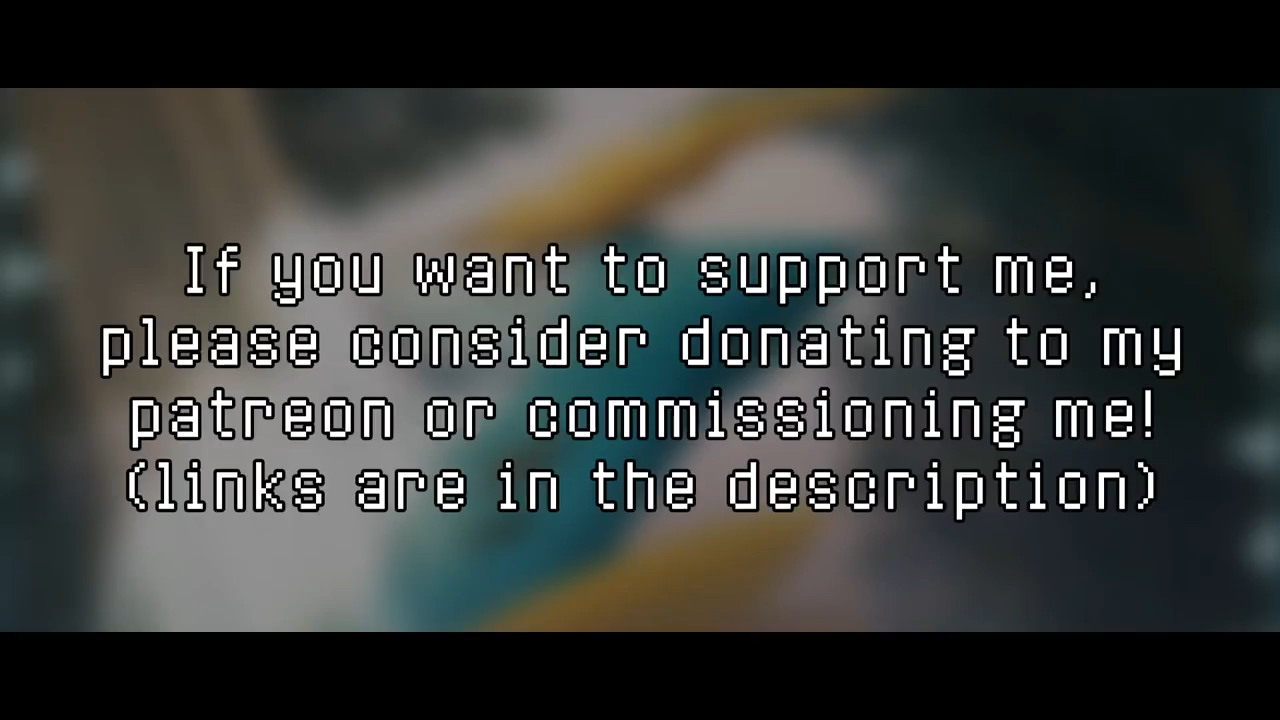 If you want to support me,
please consider donating to my
patreon or commissioning me!
(links are in the description)